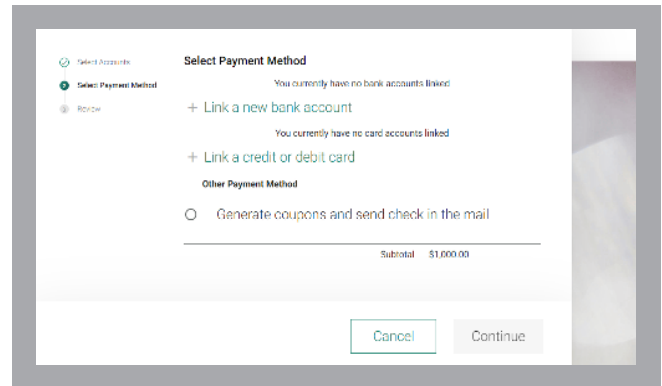 Select Accounts
2 Select Payment Method
3 Review
Select Payment Method
You currently have no bank accounts linked
+ Link a new bank account
You currently have no card accounts linked
+ Link a credit or debit card
Other Payment Method
Generate coupons and send check in the mail
Subtotal $1,000.00
Cancel Continue